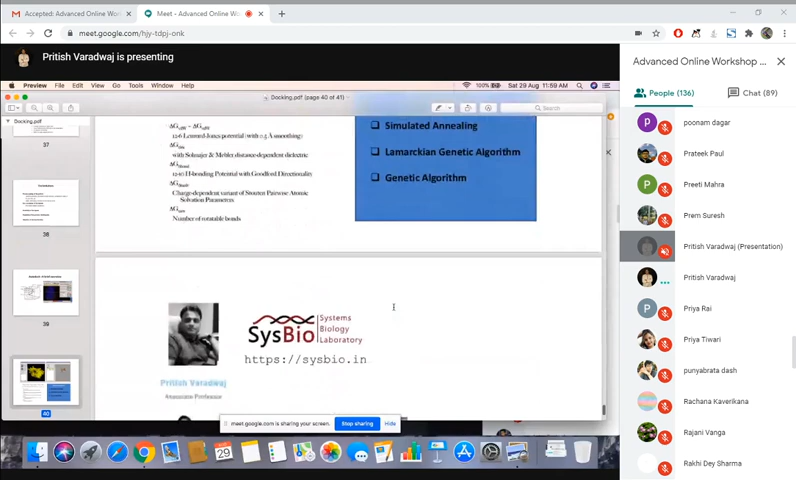 Accepted: Advanced Online Work
Meet - Advanced Online Worksh
meet.google.com/hjy-tdpj-onk
Pritish Varadwaj is presenting
Advanced Online Workshop ...
People (136)
Chat (89)
Preview File Edit View Go Tools Window Help
100% Sat 29 Aug 11:59 AM
Docking.pdf (page 40 of 41)
Search
Docking.pdf
37
38
39
40
12-6 Lennard-Jones potential (with 0.5 Å smoothing)
with Solmajer & Mehler distance-dependent dielectric
12-10 H-bonding Potential with Goodford Directionality
Charge-dependent variant of Stouten Pairwise Atomic
Solvation Parameters
Number of rotatable bonds
Simulated Annealing
Lamarckian Genetic Algorithm
Genetic Algorithm
SysBio
Systems
Biology
Laboratory
https://sysbio.in
Pritish Varadwaj
Associate Professor
meet.google.com is sharing your screen.
Stop sharing
Hide
P
poonam dagar
Prateek Paul
Preeti Mahra
Prem Suresh
Pritish Varadwaj (Presentation)
Pritish Varadwaj
P
Priya Rai
Priya Tiwari
punyabrata dash
Rachana Kaverikana
Rajani Vanga
Rakhi Dey Sharma